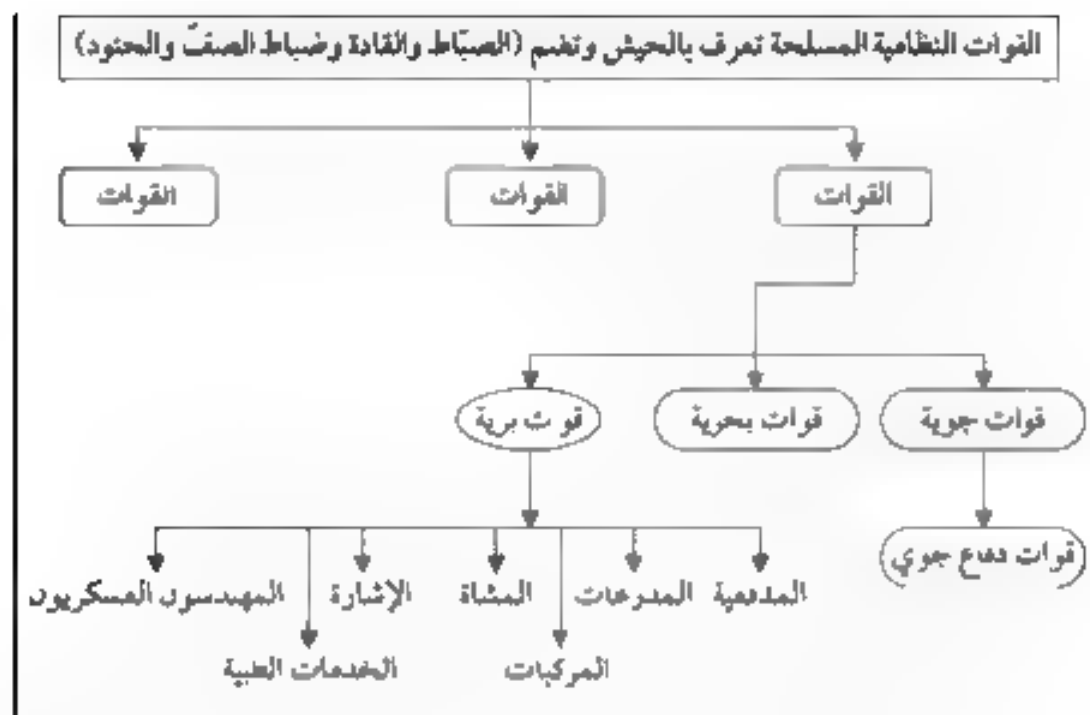 القوات النظامية المسلحة تعرف بالجيش وتضم (الضبّاط والقادة وضباط الصفّ والجنود)
القوات
القوات
القوات
قوات جوية
قوات بحرية
قوات برية
قوات دفاع جوي
المدفعية
المدرعات
المشاة
الإشارة
المهندسون العسكريون
المركبات
الخدمات الطبية